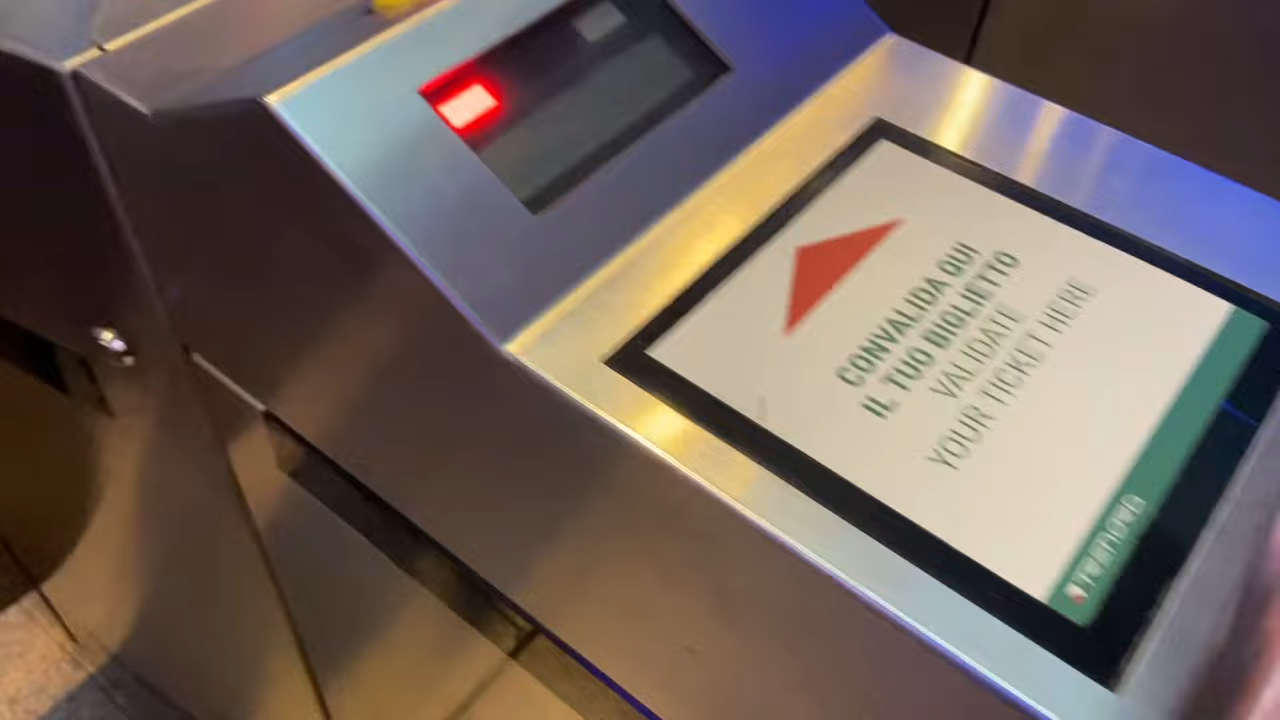 CONVALIDA QUI
IL TUO BIGLIETTO
VALIDATE
YOUR TICKET HERE